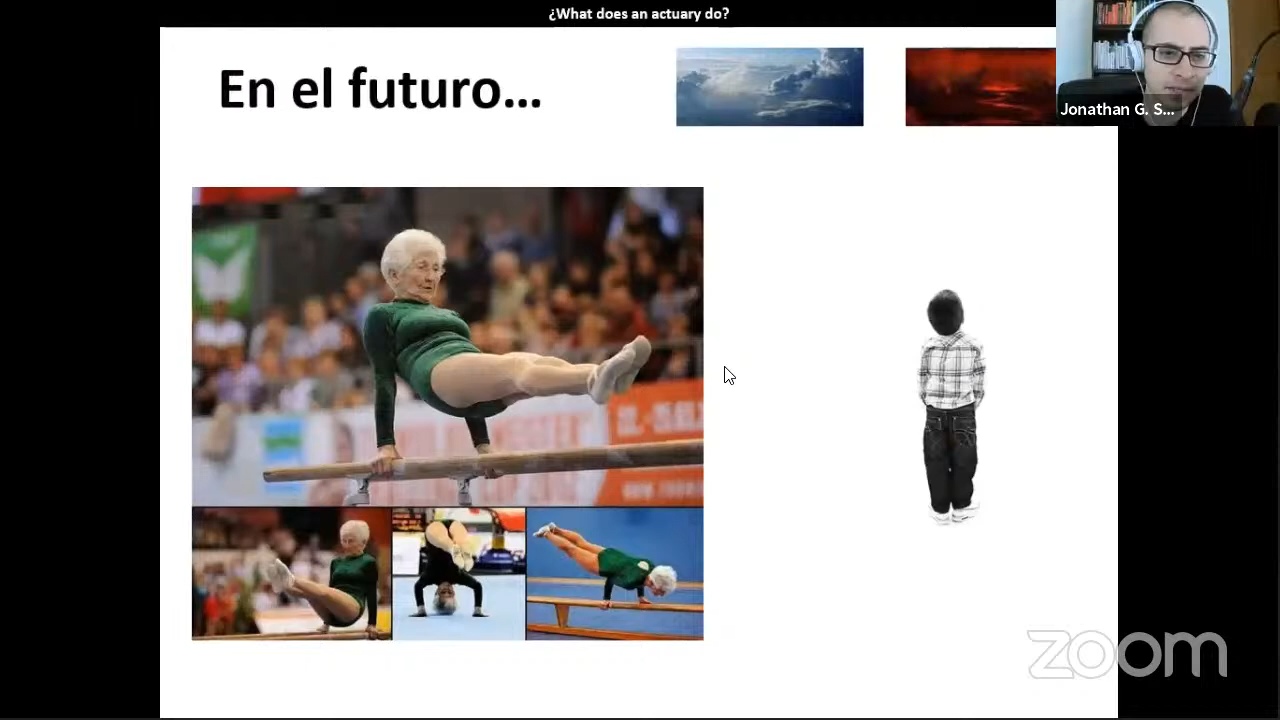 ¿What does an actuary do?
En el futuro...
Jonathan G. S...
zoom